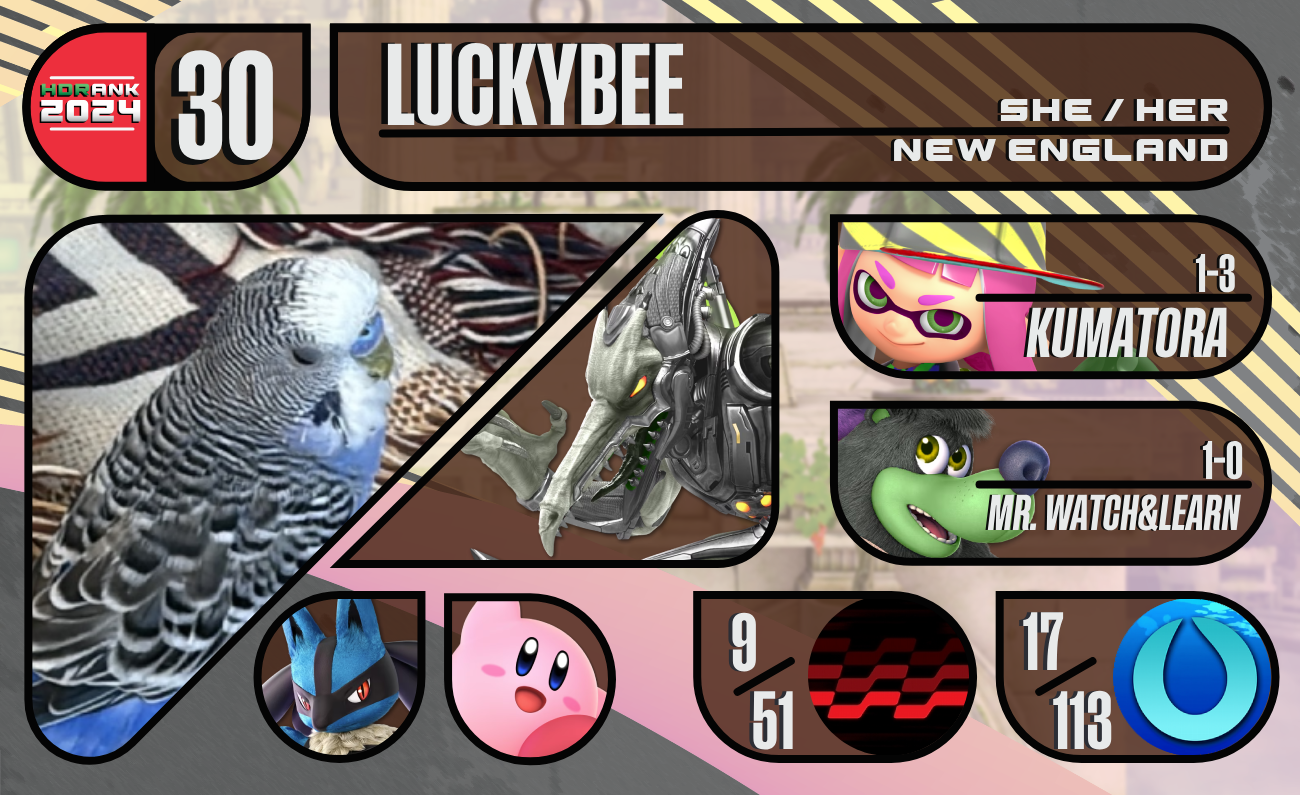 HDRANK
2024
30
LUCKYBEE
SHE / HER
NEW ENGLAND
1-3
KUMATORA
1-0
MR. WATCH&LEARN
9
51
17
113